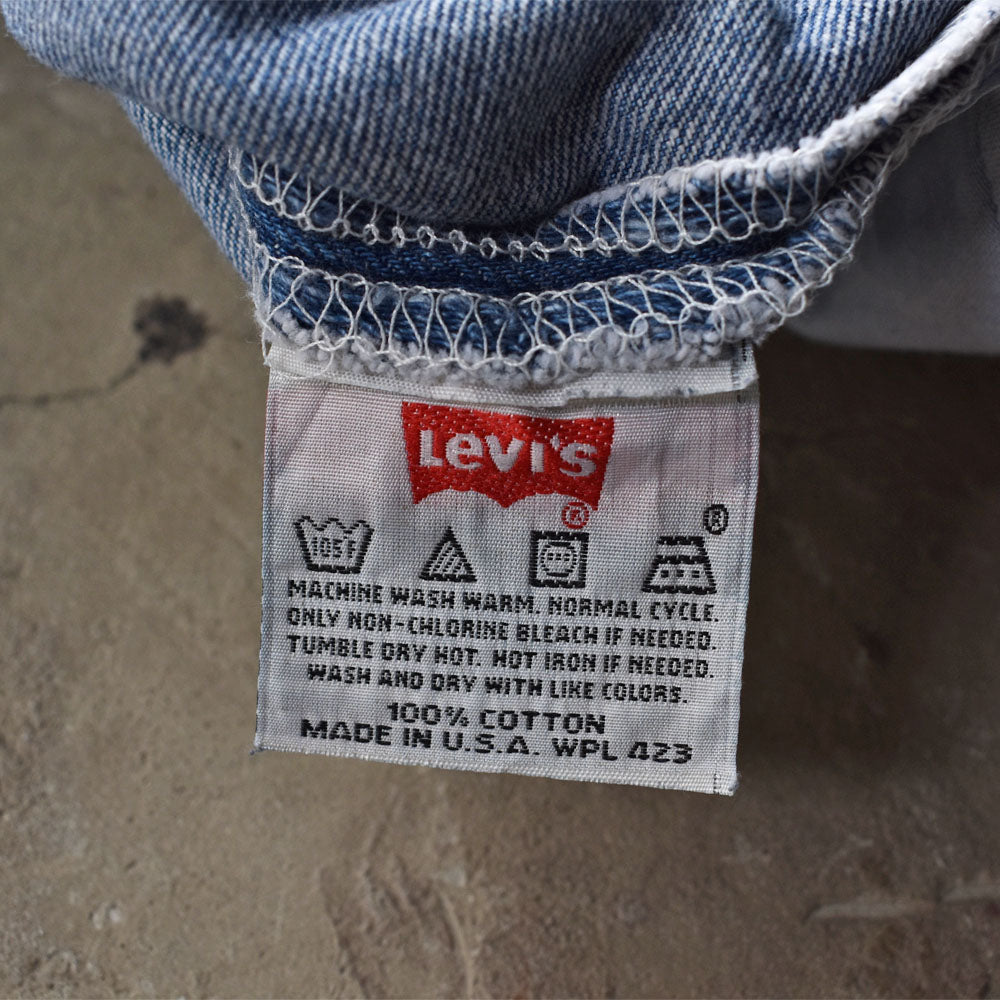 Levi's
®
®
105F
MACHINE WASH WARM. NORMAL CYCLE.
ONLY NON-CHLORINE BLEACH IF NEEDED.
TUMBLE DRY HOT. HOT IRON IF NEEDED.
WASH AND DRY WITH LIKE COLORS.
100% COTTON
MADE IN U.S.A. WPL 423